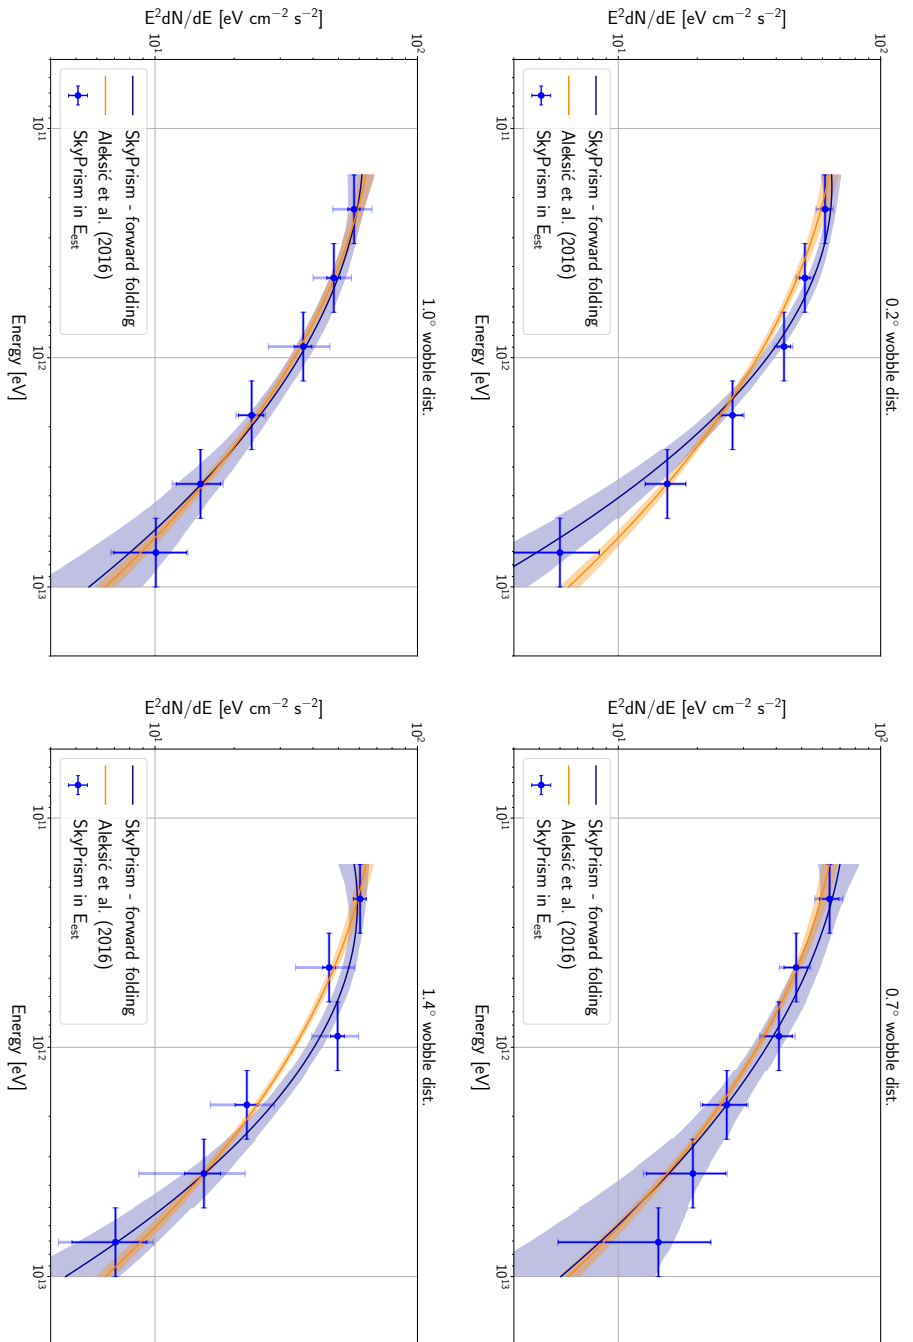 0.2° wobble dist.
E²dN/dE [eV cm⁻² s⁻²]
10²
10¹
SkyPrism - forward folding
Aleksić et al. (2016)
SkyPrism in E_est
10¹¹
10¹²
10¹³
Energy [eV]
0.7° wobble dist.
E²dN/dE [eV cm⁻² s⁻²]
10²
10¹
SkyPrism - forward folding
Aleksić et al. (2016)
SkyPrism in E_est
10¹¹
10¹²
10¹³
Energy [eV]
1.0° wobble dist.
E²dN/dE [eV cm⁻² s⁻²]
10²
10¹
SkyPrism - forward folding
Aleksić et al. (2016)
SkyPrism in E_est
10¹¹
10¹²
10¹³
Energy [eV]
1.4° wobble dist.
E²dN/dE [eV cm⁻² s⁻²]
10²
10¹
SkyPrism - forward folding
Aleksić et al. (2016)
SkyPrism in E_est
10¹¹
10¹²
10¹³
Energy [eV]